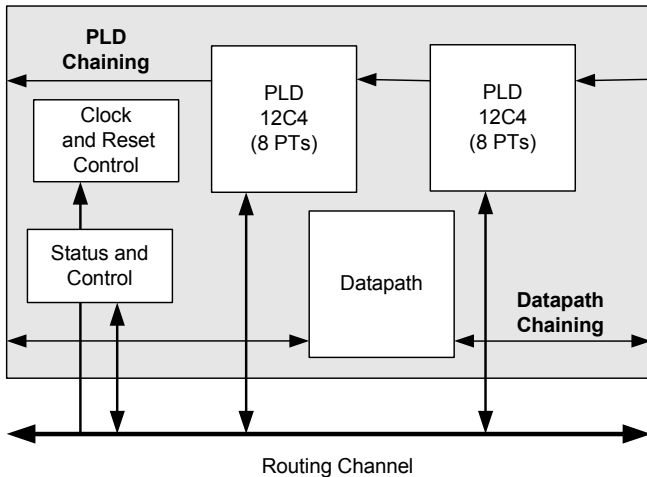 PLD
Chaining
PLD
12C4
(8 PTs)
PLD
12C4
(8 PTs)
Clock
and Reset
Control
Status and
Control
Datapath
Datapath
Chaining
Routing Channel